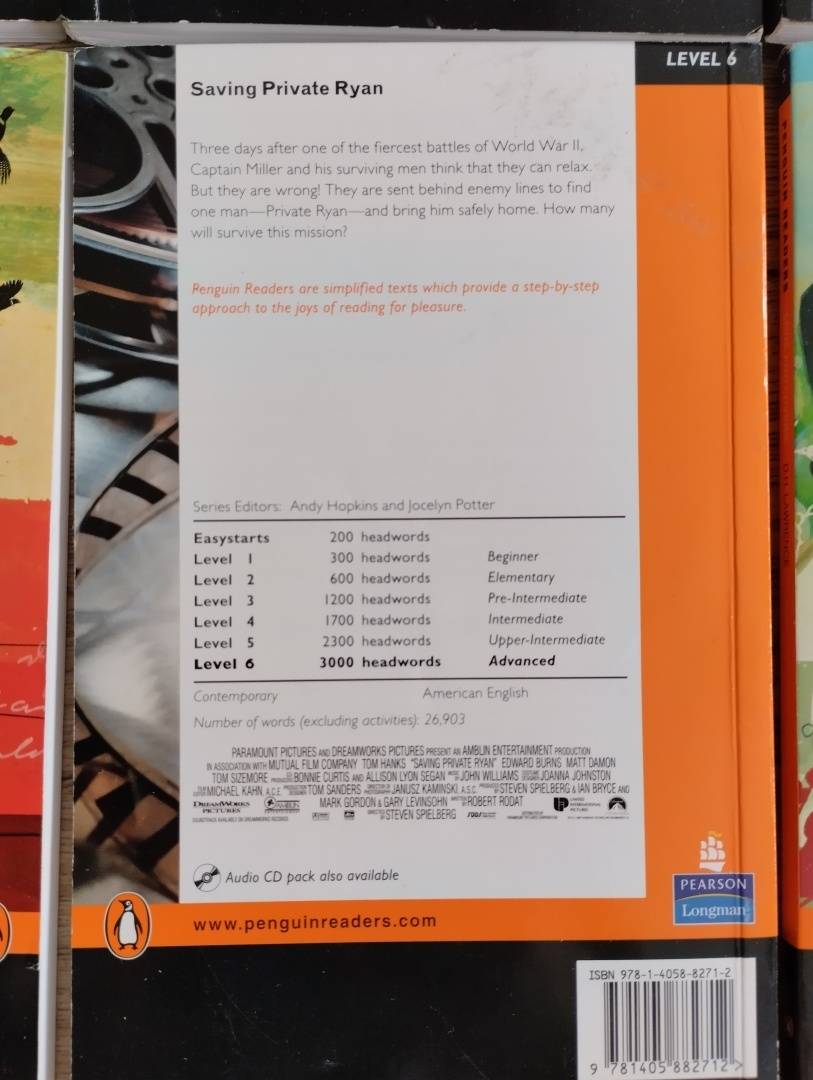 LEVEL 6
Saving Private Ryan
Three days after one of the fiercest battles of World War II,
Captain Miller and his surviving men think that they can relax.
But they are wrong! They are sent behind enemy lines to find
one man—Private Ryan—and bring him safely home. How many
will survive this mission?
Penguin Readers are simplified texts which provide a step-by-step
approach to the joys of reading for pleasure.
Series Editors: Andy Hopkins and Jocelyn Potter
Easystarts 200 headwords
Level 1 300 headwords Beginner
Level 2 600 headwords Elementary
Level 3 1200 headwords Pre-Intermediate
Level 4 1700 headwords Intermediate
Level 5 2300 headwords Upper-Intermediate
Level 6 3000 headwords Advanced
Contemporary American English
Number of words (excluding activities): 26,903
PARAMOUNT PICTURES AND DREAMWORKS PICTURES PRESENT AN AMBLIN ENTERTAINMENT PRODUCTION
IN ASSOCIATION WITH MUTUAL FILM COMPANY TOM HANKS "SAVING PRIVATE RYAN" EDWARD BURNS MATT DAMON
TOM SIZEMORE BONNIE CURTIS AND ALLISON LYON SEGAN JOHN WILLIAMS JOANNA JOHNSTON
MICHAEL KAHN, A.C.E. TOM SANDERS JANUSZ KAMINSKI, A.S.C. STEVEN SPIELBERG & IAN BRYCE AND
MARK GORDON & GARY LEVINSOHN ROBERT RODAT
STEVEN SPIELBERG
DREAMWORKS
PICTURES
AMBLIN
Audio CD pack also available
www.penguinreaders.com
PEARSON
Longman
ISBN 978-1-4058-8271-2
9 781405 882712 >
PENGUIN READERS
D.H. LAWRENCE